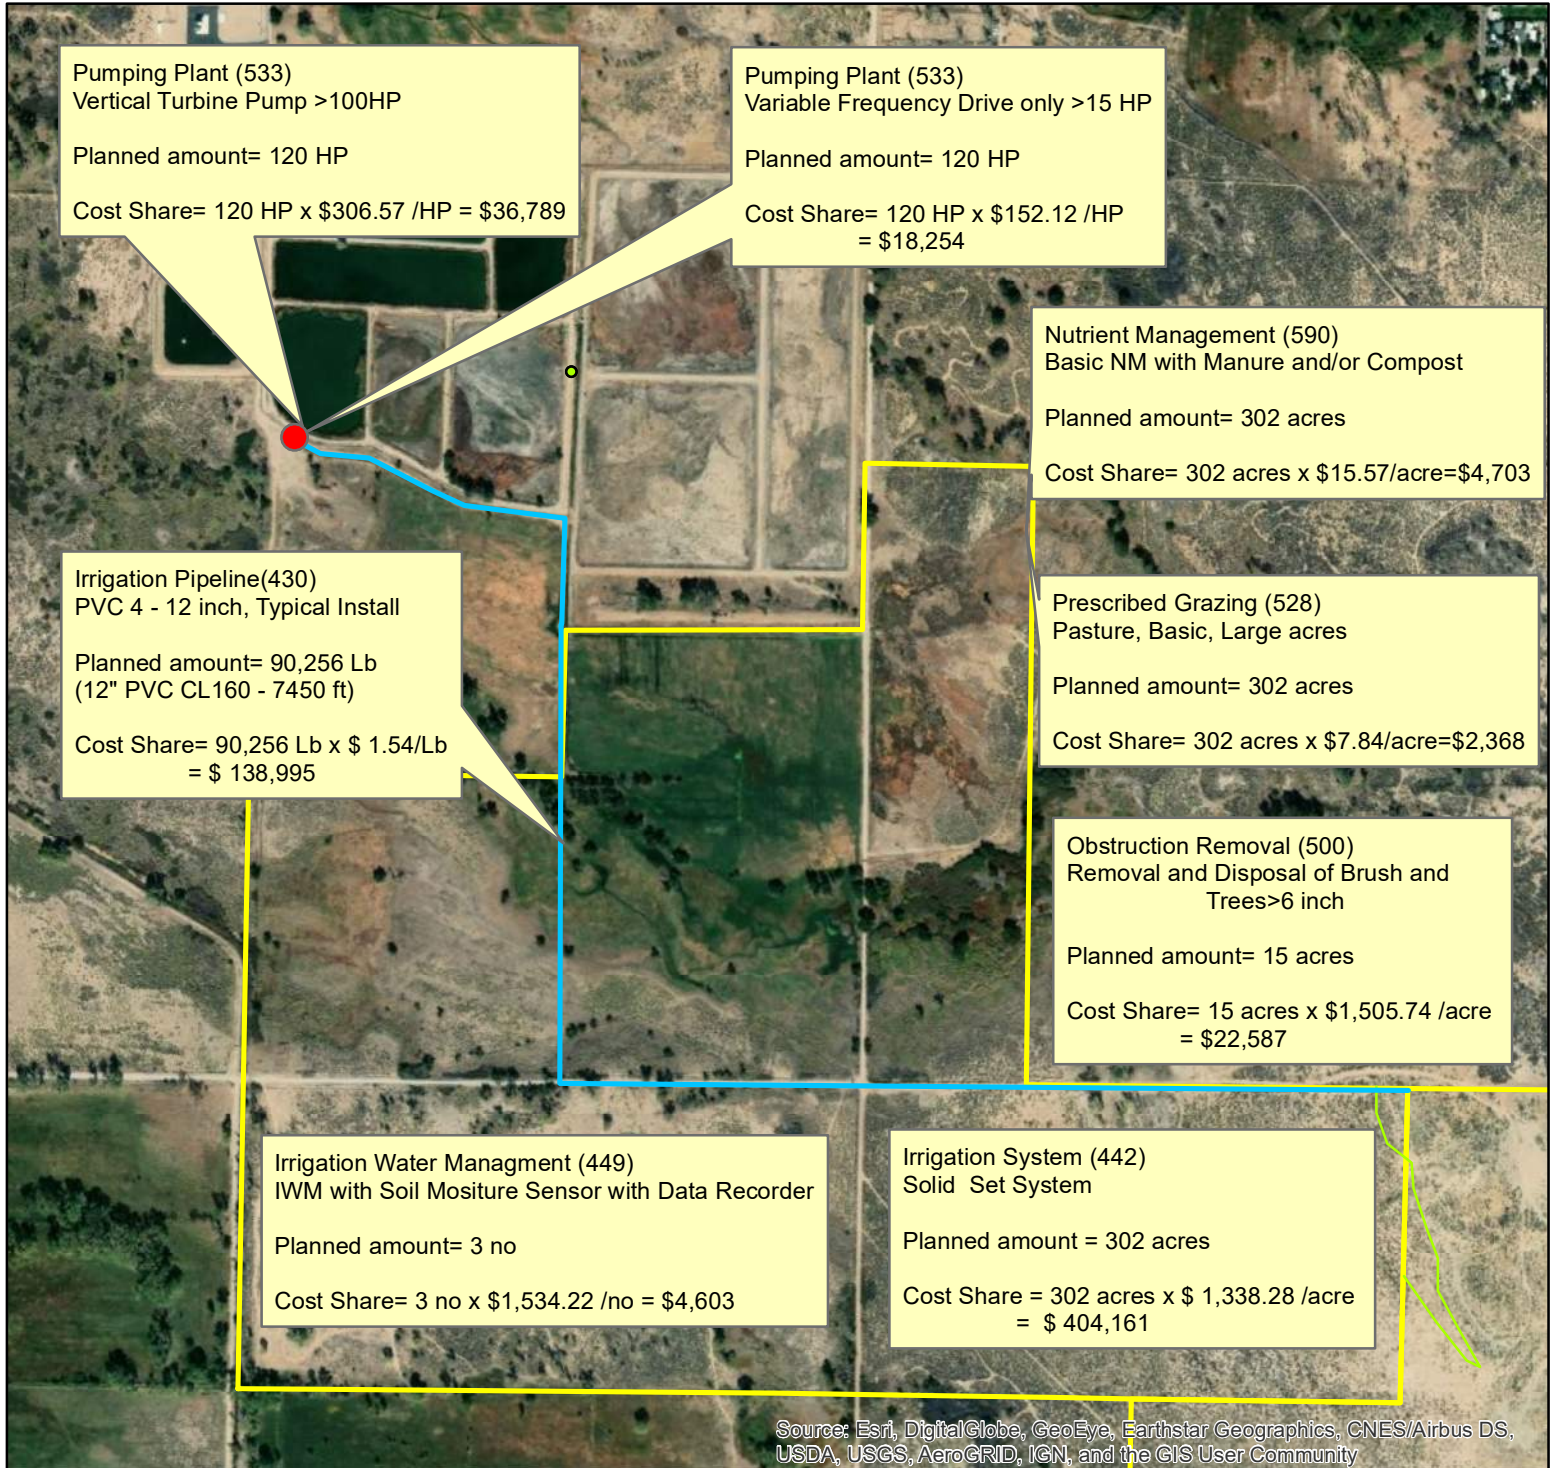 Pumping Plant (533)
Vertical Turbine Pump >100HP
Planned amount= 120 HP
Cost Share= 120 HP x $306.57 /HP = $36,789
Pumping Plant (533)
Variable Frequency Drive only >15 HP
Planned amount= 120 HP
Cost Share= 120 HP x $152.12 /HP
= $18,254
Nutrient Management (590)
Basic NM with Manure and/or Compost
Planned amount= 302 acres
Cost Share= 302 acres x $15.57/acre=$4,703
Irrigation Pipeline(430)
PVC 4 - 12 inch, Typical Install
Planned amount= 90,256 Lb
(12" PVC CL160 - 7450 ft)
Cost Share= 90,256 Lb x $ 1.54/Lb
= $ 138,995
Prescribed Grazing (528)
Pasture, Basic, Large acres
Planned amount= 302 acres
Cost Share= 302 acres x $7.84/acre=$2,368
Obstruction Removal (500)
Removal and Disposal of Brush and
Trees>6 inch
Planned amount= 15 acres
Cost Share= 15 acres x $1,505.74 /acre
= $22,587
Irrigation Water Managment (449)
IWM with Soil Mositure Sensor with Data Recorder
Planned amount= 3 no
Cost Share= 3 no x $1,534.22 /no = $4,603
Irrigation System (442)
Solid  Set System
Planned amount = 302 acres
Cost Share = 302 acres x $ 1,338.28 /acre
=  $ 404,161
Source: Esri, DigitalGlobe, GeoEye, Earthstar Geographics, CNES/Airbus DS,
USDA, USGS, AeroGRID, IGN, and the GIS User Community